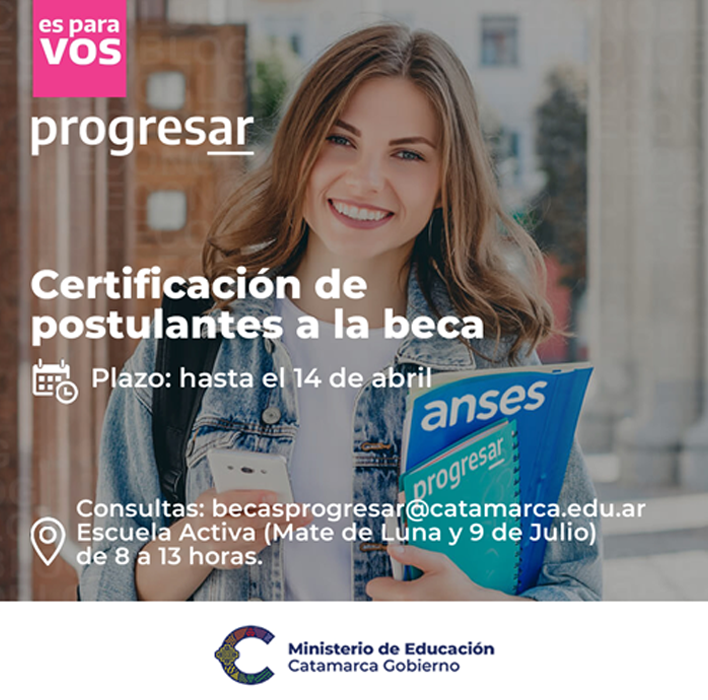 es para
vos
progresar
Certificación de
postulantes a la beca
Plazo: hasta el 14 de abril
anses
progresar
Consultas: becasprogresar@catamarca.edu.ar
Escuela Activa (Mate de Luna y 9 de Julio)
de 8 a 13 horas.
Ministerio de Educación
Catamarca Gobierno